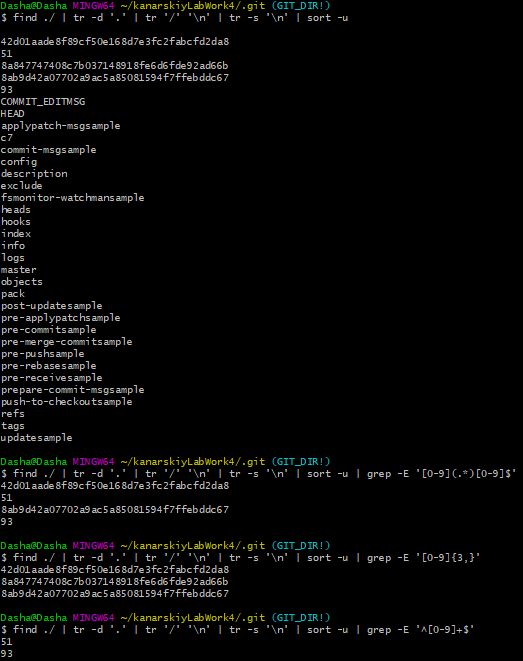 Dasha@Dasha MINGW64 ~/kanarskiyLabWork4/.git (GIT_DIR!)
$ find ./ | tr -d '.' | tr '/' '\n' | tr -s '\n' | sort -u
42d01aade8f89cf50e168d7e3fc2fabcfd2da8
51
8a847747408c7b037148918fe6d6fde92ad66b
8ab9d42a07702a9ac5a85081594f7ffebddc67
93
COMMIT_EDITMSG
HEAD
applypatch-msgsample
c7
commit-msgsample
config
description
exclude
fsmonitor-watchmansample
heads
hooks
index
info
logs
master
objects
pack
post-updatesample
pre-applypatchsample
pre-commitsample
pre-merge-commitsample
pre-pushsample
pre-rebasesample
pre-receivesample
prepare-commit-msgsample
push-to-checkoutsample
refs
tags
updatesample
Dasha@Dasha MINGW64 ~/kanarskiyLabWork4/.git (GIT_DIR!)
$ find ./ | tr -d '.' | tr '/' '\n' | tr -s '\n' | sort -u | grep -E '[0-9](.*)[0-9]$'
42d01aade8f89cf50e168d7e3fc2fabcfd2da8
51
8ab9d42a07702a9ac5a85081594f7ffebddc67
93
Dasha@Dasha MINGW64 ~/kanarskiyLabWork4/.git (GIT_DIR!)
$ find ./ | tr -d '.' | tr '/' '\n' | tr -s '\n' | sort -u | grep -E '[0-9]{3,}'
42d01aade8f89cf50e168d7e3fc2fabcfd2da8
8a847747408c7b037148918fe6d6fde92ad66b
8ab9d42a07702a9ac5a85081594f7ffebddc67
Dasha@Dasha MINGW64 ~/kanarskiyLabWork4/.git (GIT_DIR!)
$ find ./ | tr -d '.' | tr '/' '\n' | tr -s '\n' | sort -u | grep -E '^[0-9]+$'
51
93